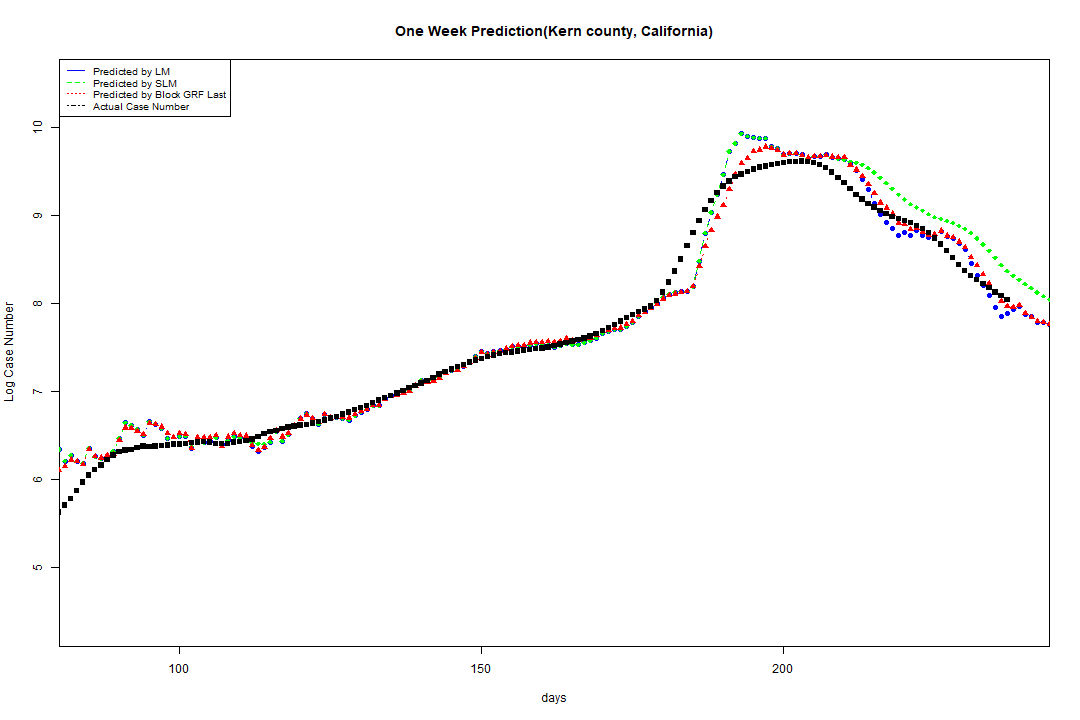 One Week Prediction(Kern county, California)
Predicted by LM
Predicted by SLM
Predicted by Block GRF Last
Actual Case Number
10
9
8
7
6
5
Log Case Number
100 150 200
days